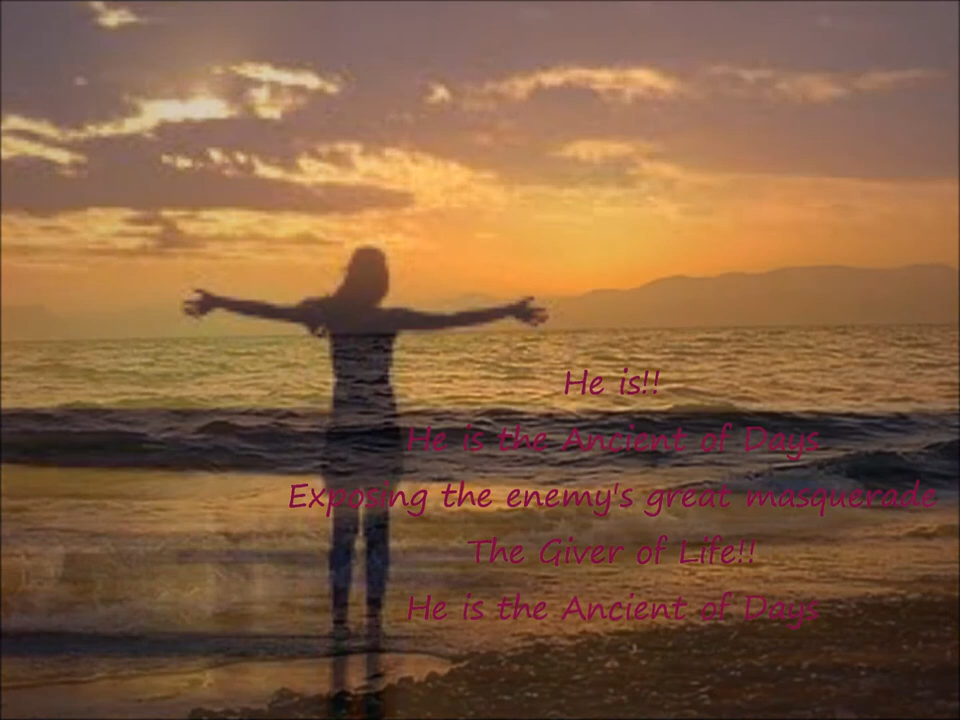 He is!!
He is the Ancient of Days
Exposing the enemy's great masquerade
The Giver of Life!!
He is the Ancient of Days